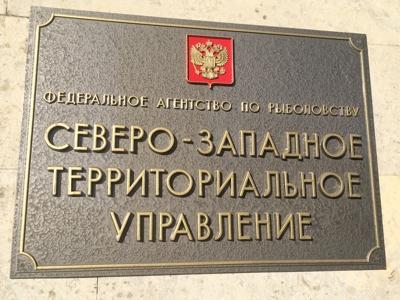 ФЕДЕРАЛЬНОЕ АГЕНТСТВО ПО РЫБОЛОВСТВУ
СЕВЕРО-ЗАПАДНОЕ
ТЕРРИТОРИАЛЬНОЕ
УПРАВЛЕНИЕ